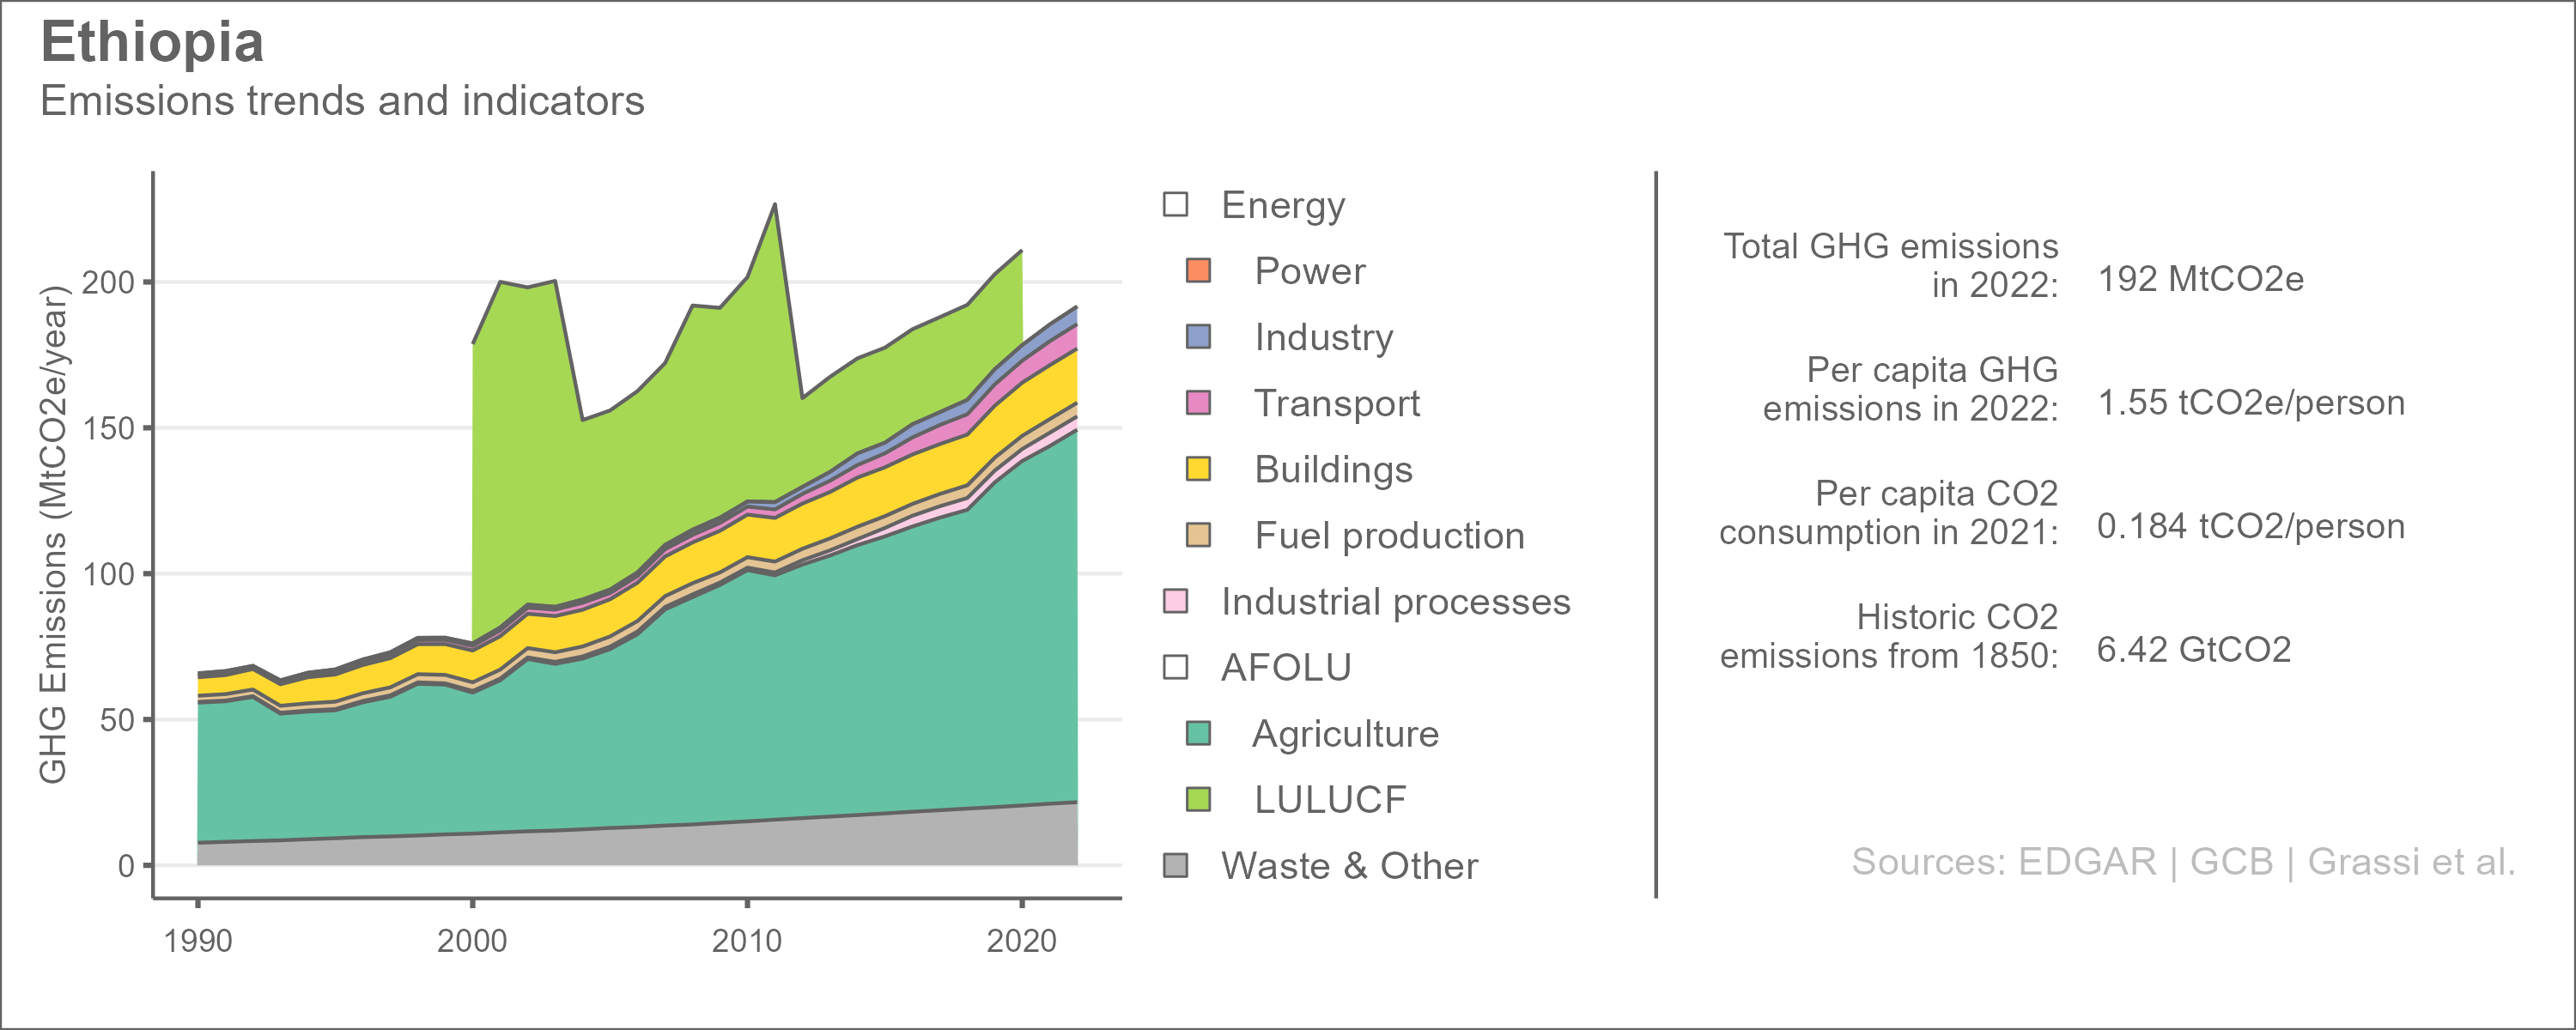 Ethiopia
Emissions trends and indicators
GHG Emissions (MtCO2e/year)
200
150
100
50
0
1990
2000
2010
2020
Energy
Power
Industry
Transport
Buildings
Fuel production
Industrial processes
AFOLU
Agriculture
LULUCF
Waste & Other
Total GHG emissions
in 2022:
192 MtCO2e
Per capita GHG
emissions in 2022:
1.55 tCO2e/person
Per capita CO2
consumption in 2021:
0.184 tCO2/person
Historic CO2
emissions from 1850:
6.42 GtCO2
Sources: EDGAR | GCB | Grassi et al.